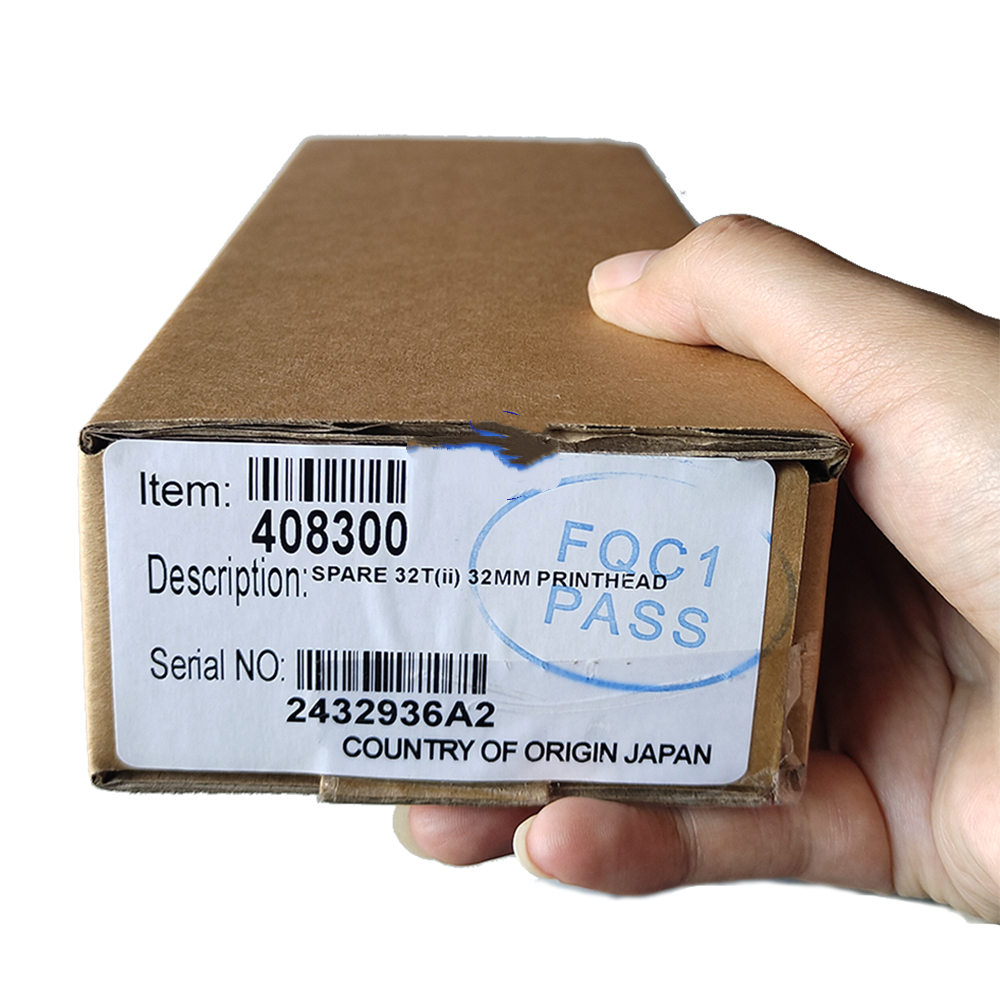 Item:
408300
Description: SPARE 32T(ii) 32MM PRINTHEAD
FQC1
PASS
Serial NO:
2432936A2
COUNTRY OF ORIGIN JAPAN